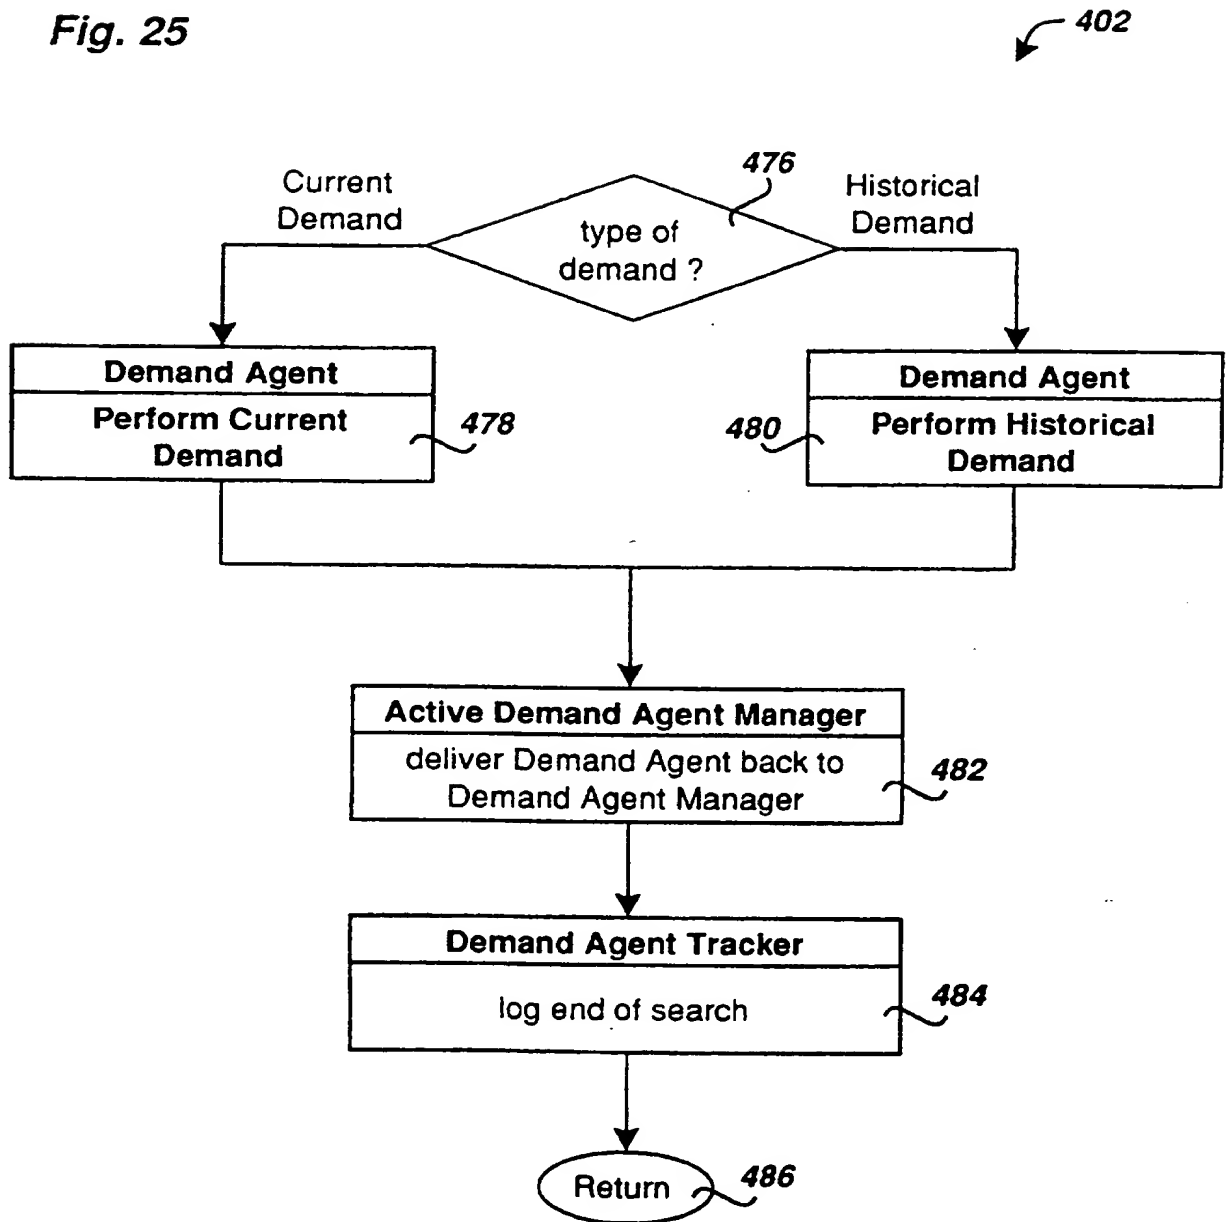 Fig. 25
402
476
Current
Demand
Historical
Demand
type of
demand ?
Demand Agent
Perform Current
Demand
478
Demand Agent
480
Perform Historical
Demand
Active Demand Agent Manager
deliver Demand Agent back to
Demand Agent Manager
482
Demand Agent Tracker
log end of search
484
Return
486